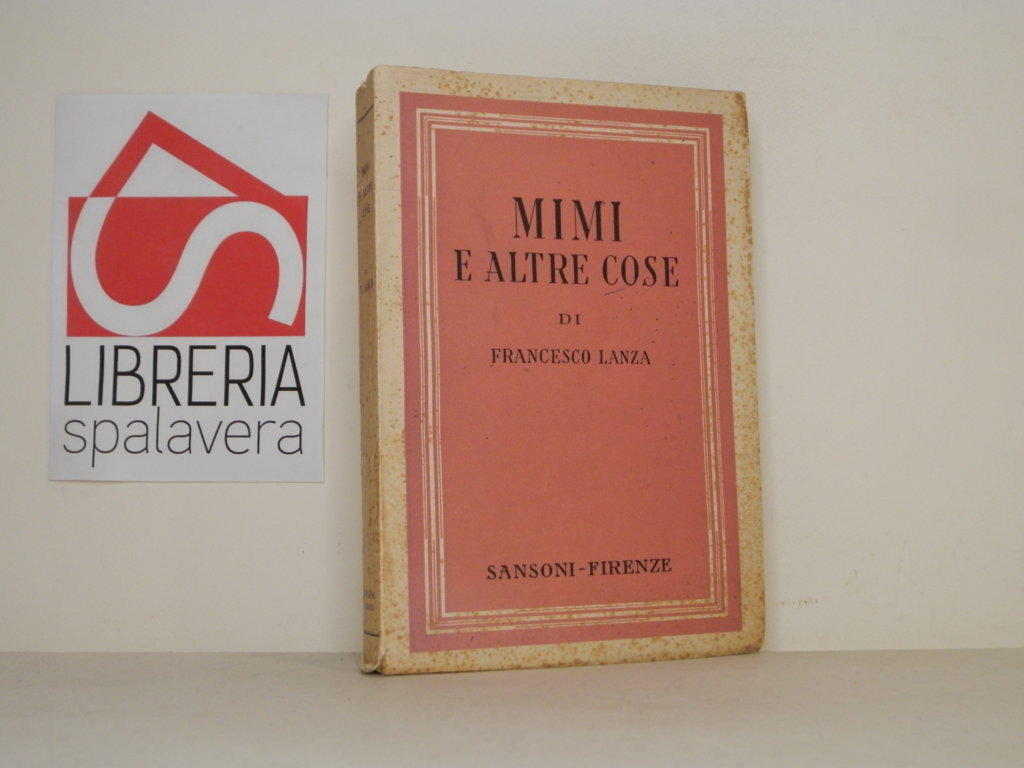 LIBRERIA
spalavera
MIMI
E ALTRE COSE
DI
FRANCESCO LANZA
SANSONI-FIRENZE